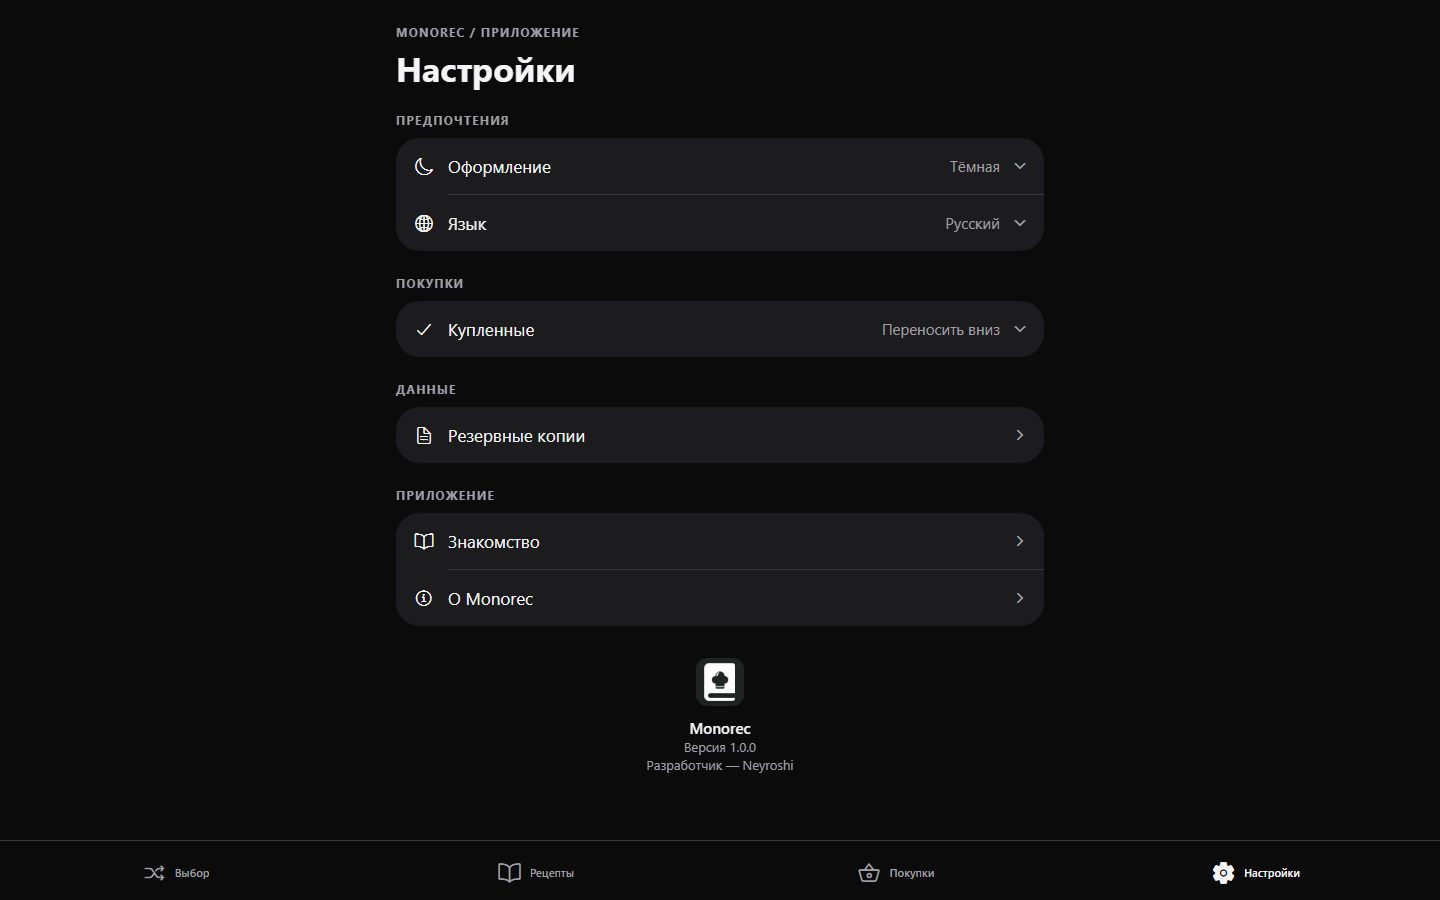 MONOREC / ПРИЛОЖЕНИЕ
Настройки
ПРЕДПОЧТЕНИЯ
Оформление Тёмная
Язык Русский
ПОКУПКИ
Купленные Переносить вниз
ДАННЫЕ
Резервные копии
ПРИЛОЖЕНИЕ
Знакомство
О Monorec
Monorec
Версия 1.0.0
Разработчик — Neyroshi
Выбор Рецепты Покупки Настройки